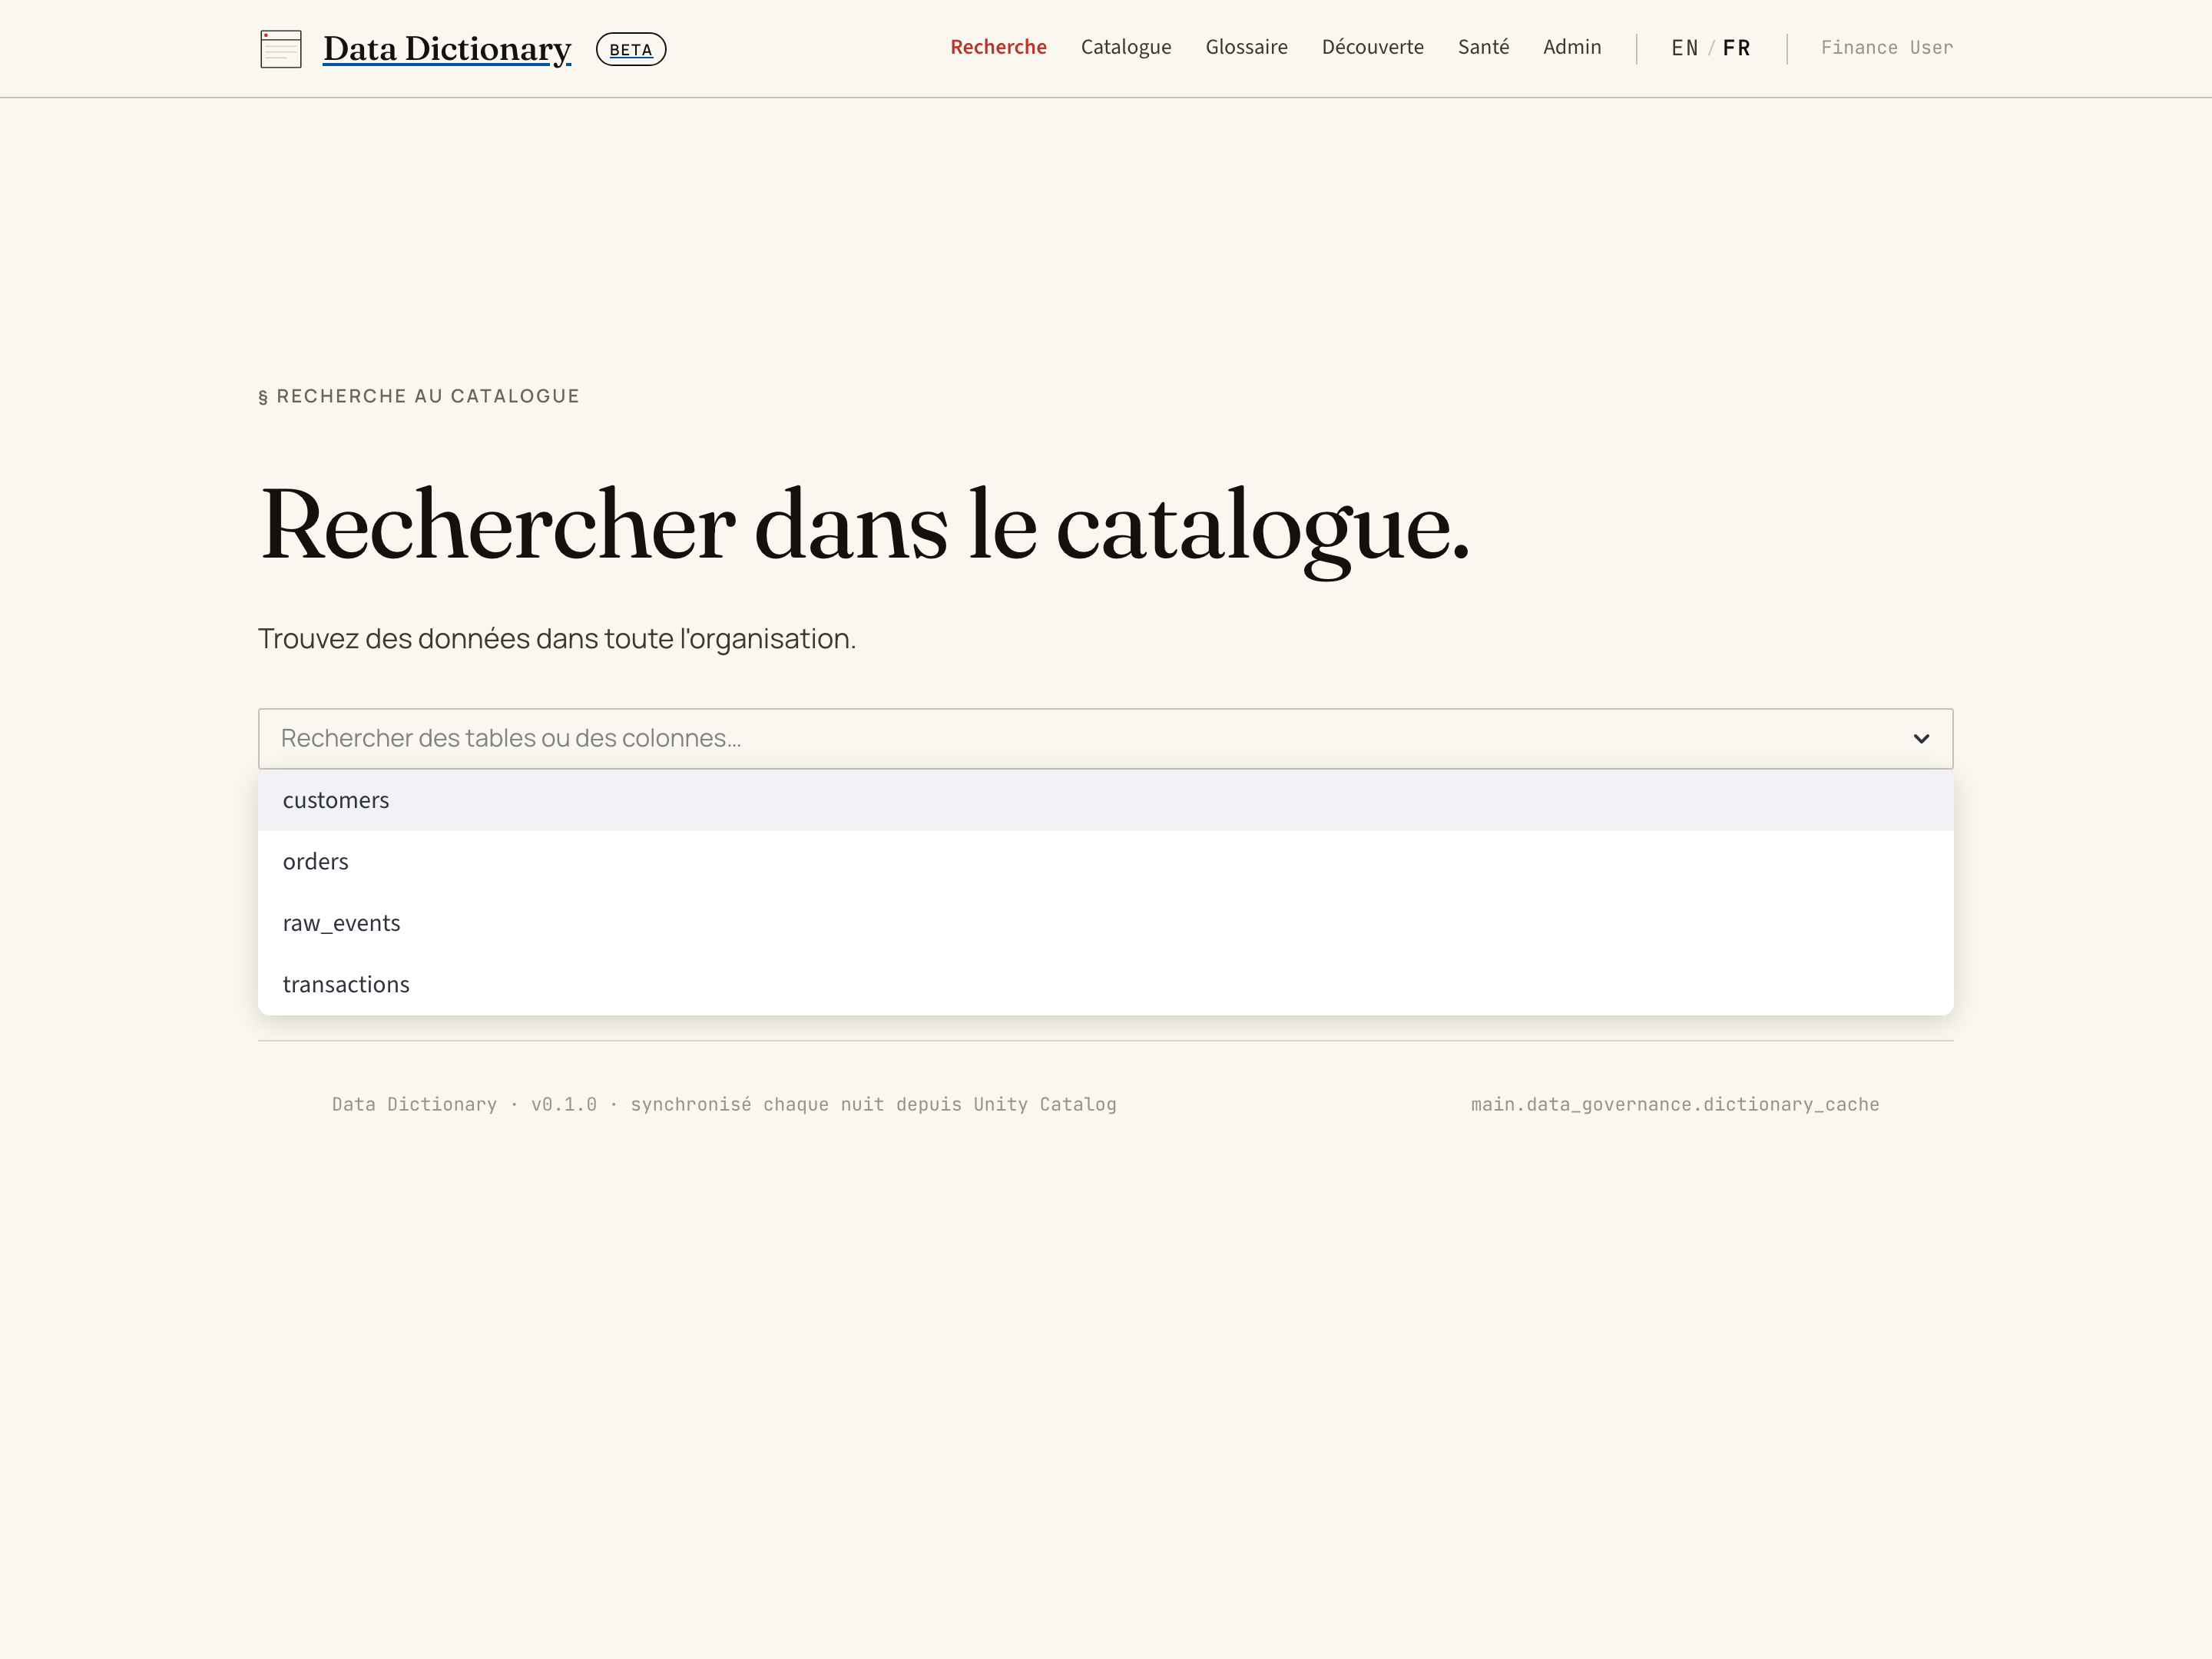 Data Dictionary BETA
Recherche Catalogue Glossaire Découverte Santé Admin EN / FR Finance User
§ RECHERCHE AU CATALOGUE
Rechercher dans le catalogue.
Trouvez des données dans toute l'organisation.
Rechercher des tables ou des colonnes…
customers
orders
raw_events
transactions
Data Dictionary · v0.1.0 · synchronisé chaque nuit depuis Unity Catalog
main.data_governance.dictionary_cache